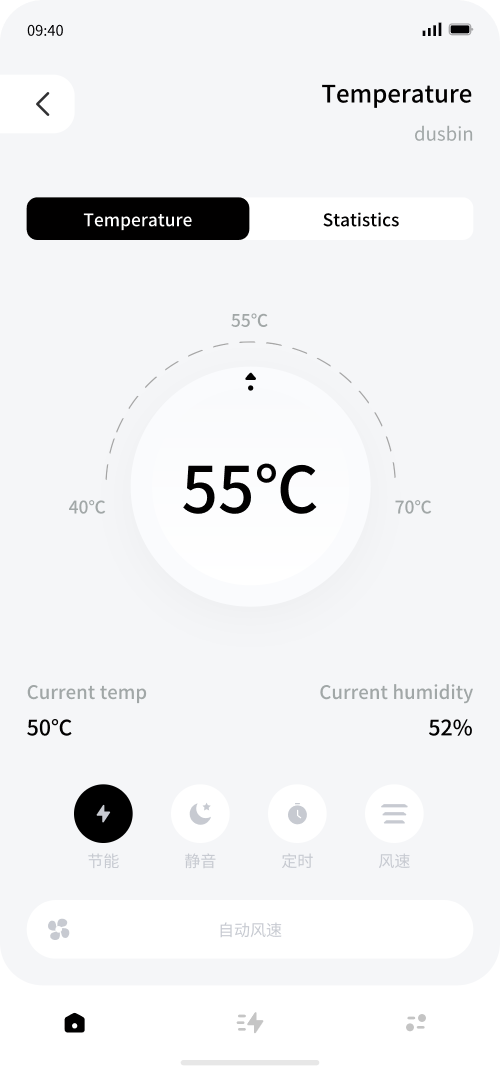 09:40
Temperature
dusbin
Temperature
Statistics
55℃
55℃
40℃
70℃
Current temp
Current humidity
50℃
52%
节能
静音
定时
风速
自动风速